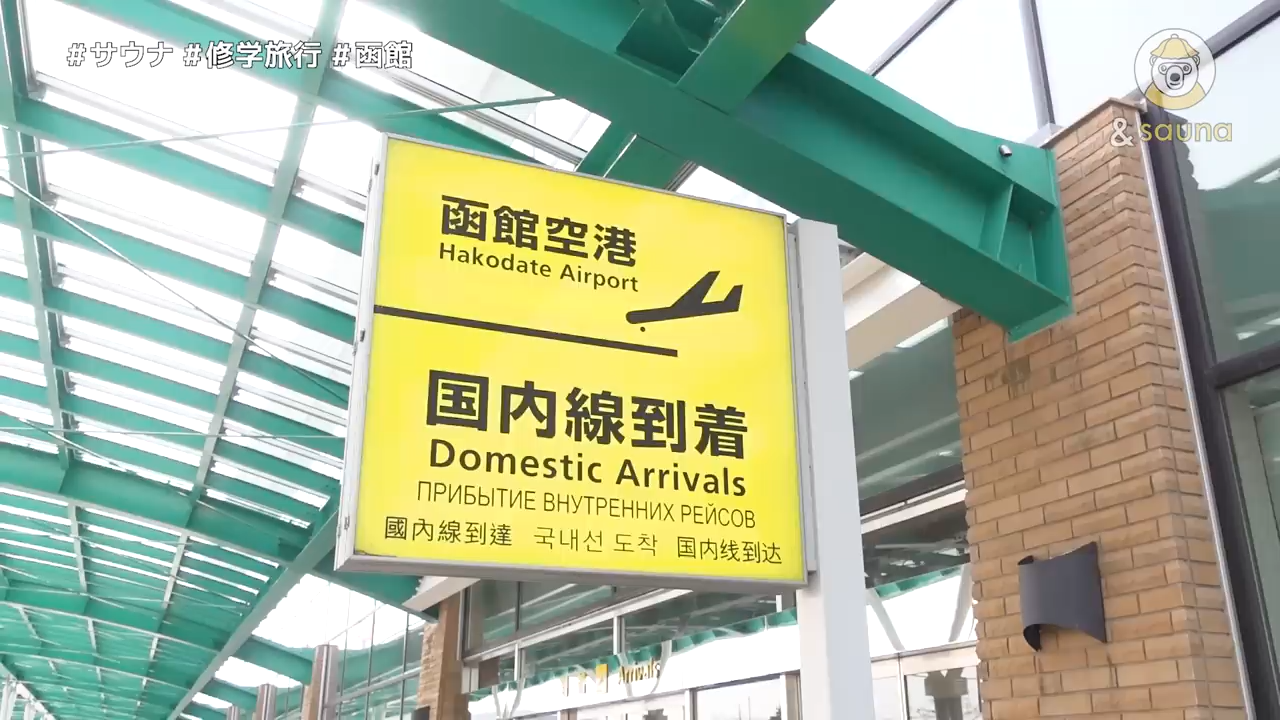 #サウナ #修学旅行 #函館
& sauna
函館空港
Hakodate Airport
国内線到着
Domestic Arrivals
ПРИБЫТИЕ ВНУТРЕННИХ РЕЙСОВ
國內線到達 국내선 도착 国内线到达
Arrivals